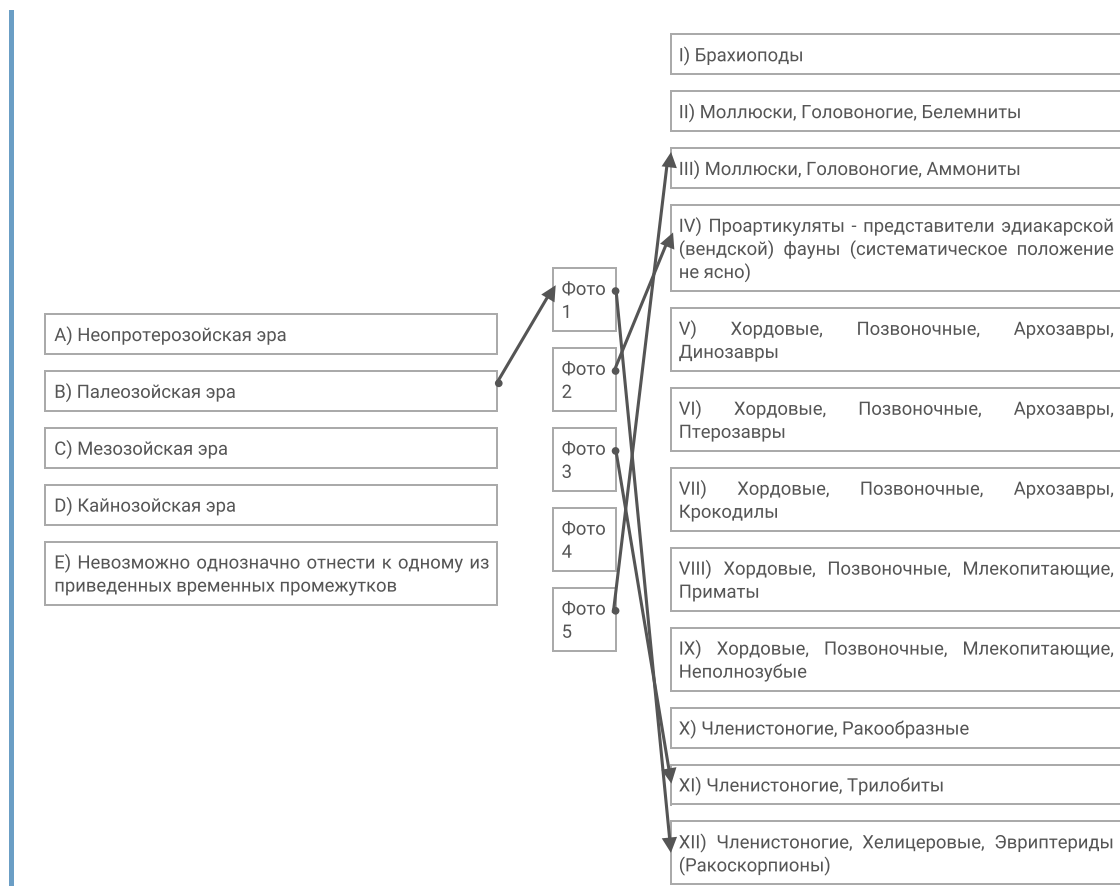 A) Неопротерозойская эра
B) Палеозойская эра
C) Мезозойская эра
D) Кайнозойская эра
E) Невозможно однозначно отнести к одному из
приведенных временных промежутков
Фото
1
Фото
2
Фото
3
Фото
4
Фото
5
I) Брахиоподы
II) Моллюски, Головоногие, Белемниты
III) Моллюски, Головоногие, Аммониты
IV) Проартикуляты - представители эдиакарской
(вендской) фауны (систематическое положение
не ясно)
V) Хордовые, Позвоночные, Архозавры,
Динозавры
VI) Хордовые, Позвоночные, Архозавры,
Птерозавры
VII) Хордовые, Позвоночные, Архозавры,
Крокодилы
VIII) Хордовые, Позвоночные, Млекопитающие,
Приматы
IX) Хордовые, Позвоночные, Млекопитающие,
Неполнозубые
X) Членистоногие, Ракообразные
XI) Членистоногие, Трилобиты
XII) Членистоногие, Хелицеровые, Эвриптериды
(Ракоскорпионы)